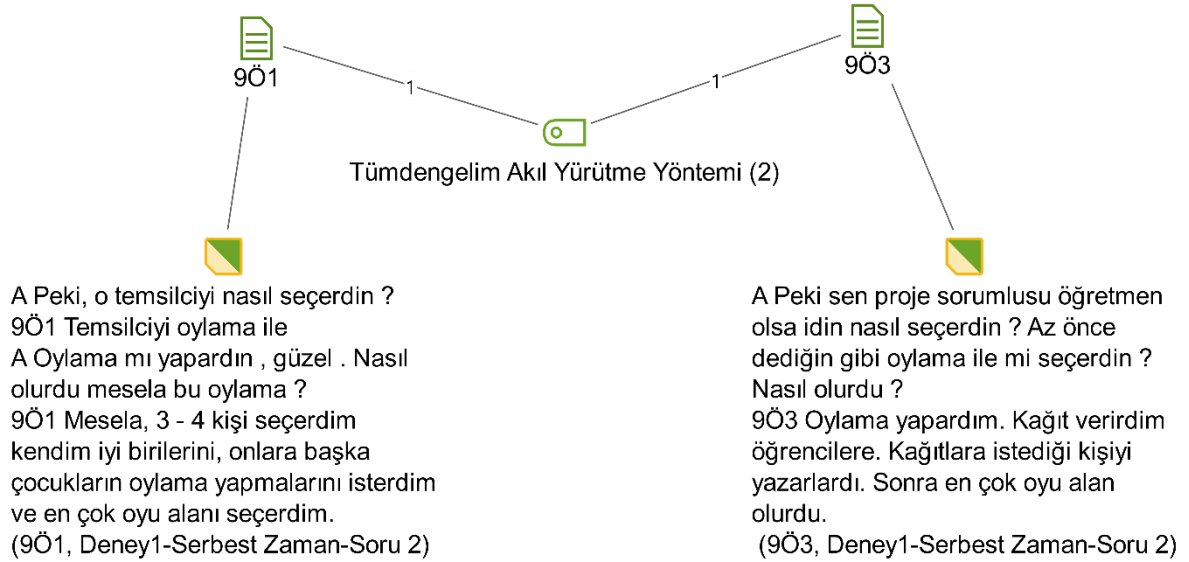 9Ö1
9Ö3
1
1
Tümdengelim Akıl Yürütme Yöntemi (2)
A Peki, o temsilciyi nasıl seçerdin ?
9Ö1 Temsilciyi oylama ile
A Oylama mı yapardın , güzel . Nasıl
olurdu mesela bu oylama ?
9Ö1 Mesela, 3 - 4 kişi seçerdim
kendim iyi birilerini, onlara başka
çocukların oylama yapmalarını isterdim
ve en çok oyu alanı seçerdim.
(9Ö1, Deney1-Serbest Zaman-Soru 2)
A Peki sen proje sorumlusu öğretmen
olsa idin nasıl seçerdin ? Az önce
dediğin gibi oylama ile mi seçerdin ?
Nasıl olurdu ?
9Ö3 Oylama yapardım. Kağıt verirdim
öğrencilere. Kağıtlara istediği kişiyi
yazarlardı. Sonra en çok oyu alan
olurdu.
(9Ö3, Deney1-Serbest Zaman-Soru 2)